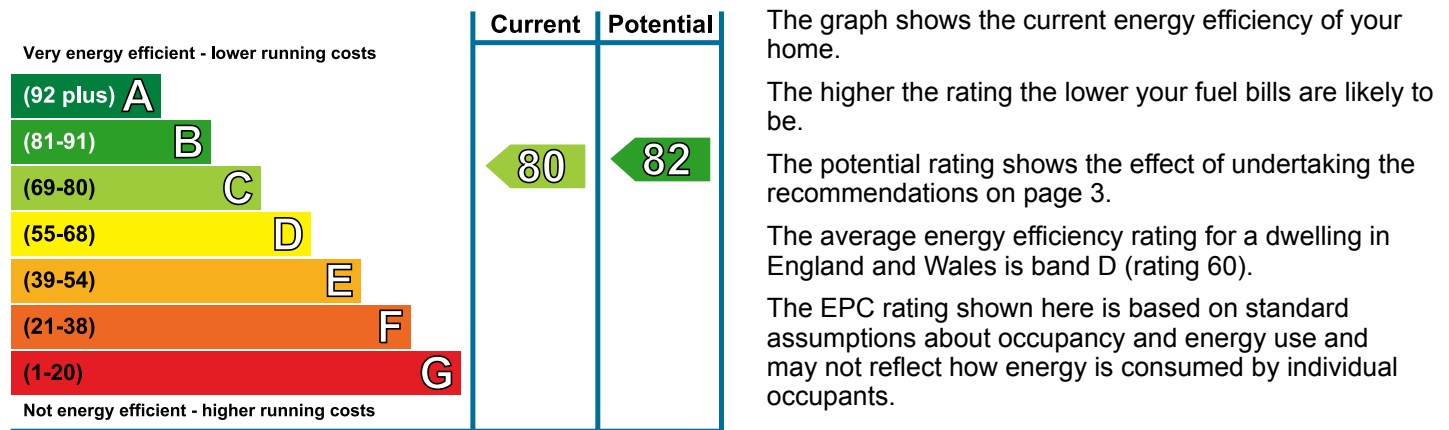 Current Potential
Very energy efficient - lower running costs
(92 plus) A
(81-91) B
(69-80) C
(55-68) D
(39-54) E
(21-38) F
(1-20) G
Not energy efficient - higher running costs
80
82
The graph shows the current energy efficiency of your
home.
The higher the rating the lower your fuel bills are likely to
be.
The potential rating shows the effect of undertaking the
recommendations on page 3.
The average energy efficiency rating for a dwelling in
England and Wales is band D (rating 60).
The EPC rating shown here is based on standard
assumptions about occupancy and energy use and
may not reflect how energy is consumed by individual
occupants.